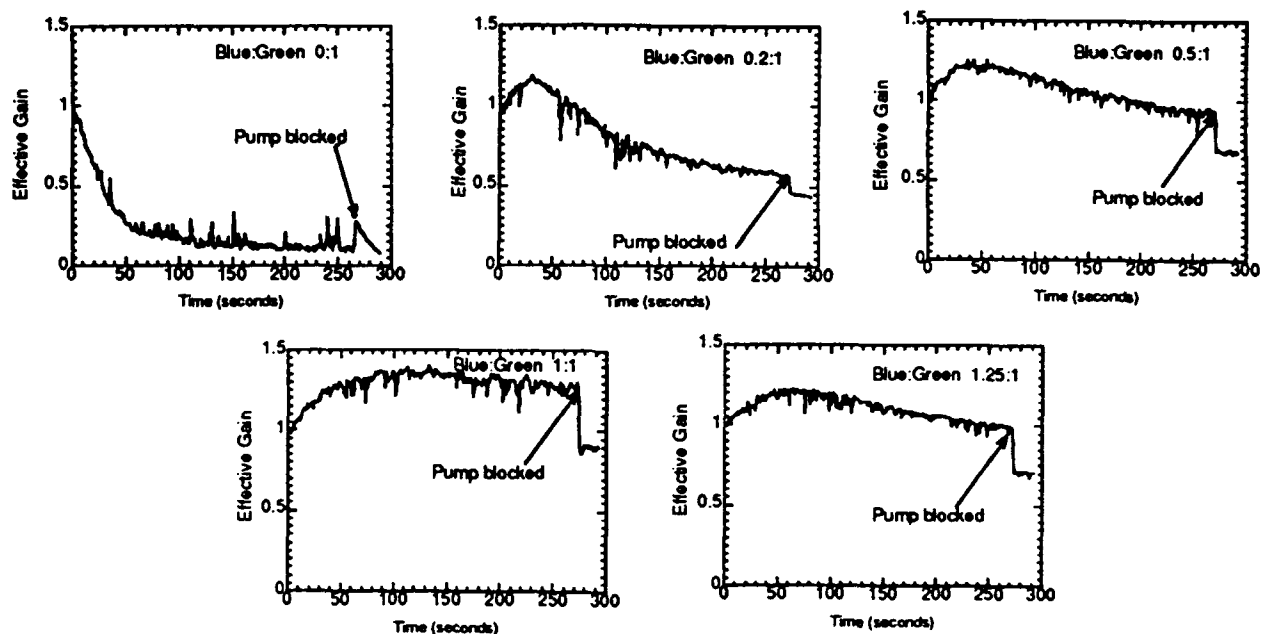 1.5
Blue:Green 0:1
1
Effective Gain
Pump blocked
0.5
0
0 50 100 150 200 250 300
Time (seconds)
1.5
Blue:Green 0.2:1
1
Effective Gain
0.5
Pump blocked
0
0 50 100 150 200 250 300
Time (seconds)
1.5
Blue:Green 0.5:1
1
Effective Gain
0.5
Pump blocked
0
0 50 100 150 200 250 300
Time (seconds)
1.5
Blue:Green 1:1
1
Effective Gain
Pump blocked
0.5
0
0 50 100 150 200 250 300
Time (seconds)
1.5
Blue:Green 1.25:1
1
Effective Gain
0.5
Pump blocked
0
0 50 100 150 200 250 300
Time (seconds)